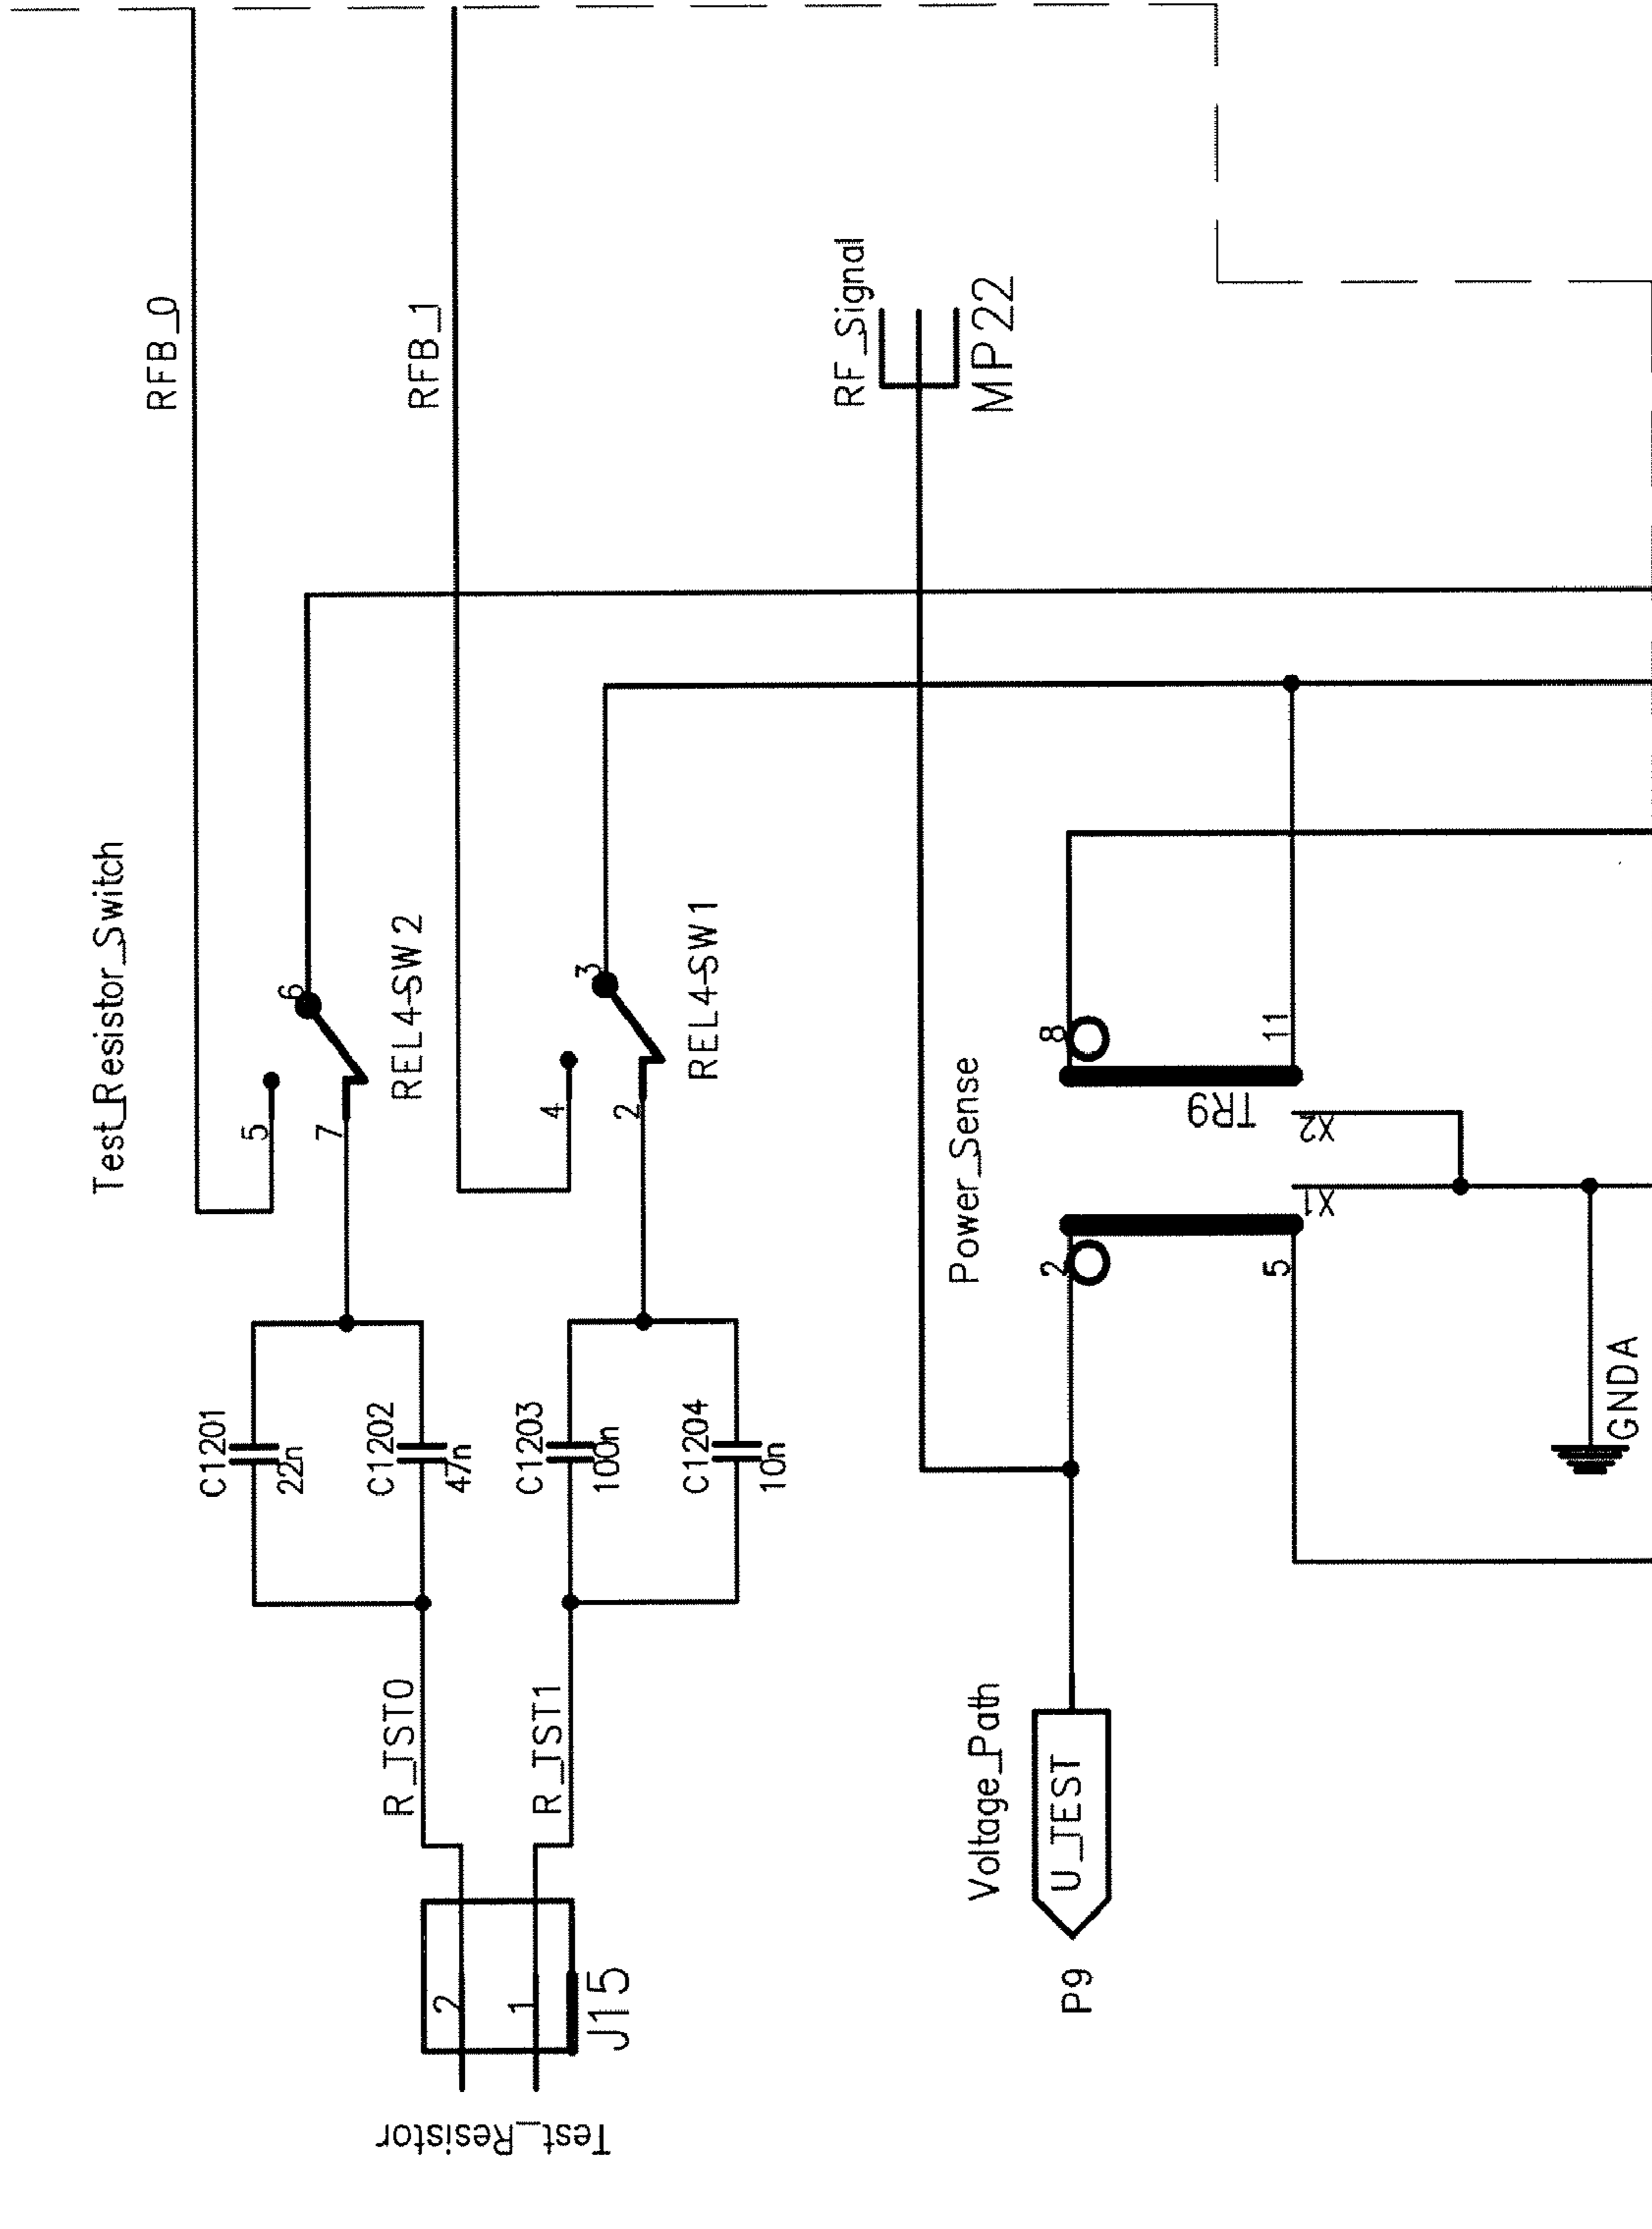 Test_Resistor_Switch
RFB_0
5
6
7
REL4-SW2
RFB_1
4
3
2
REL4-SW1
C1201
22n
C1202
47n
C1203
100n
C1204
10n
R_TST0
R_TST1
2
1
J15
Test_Resistor
RF_Signal
MP22
Power_Sense
2
8
TR9
5
11
X1
X2
GNDA
Voltage_Path
U_TEST
P9